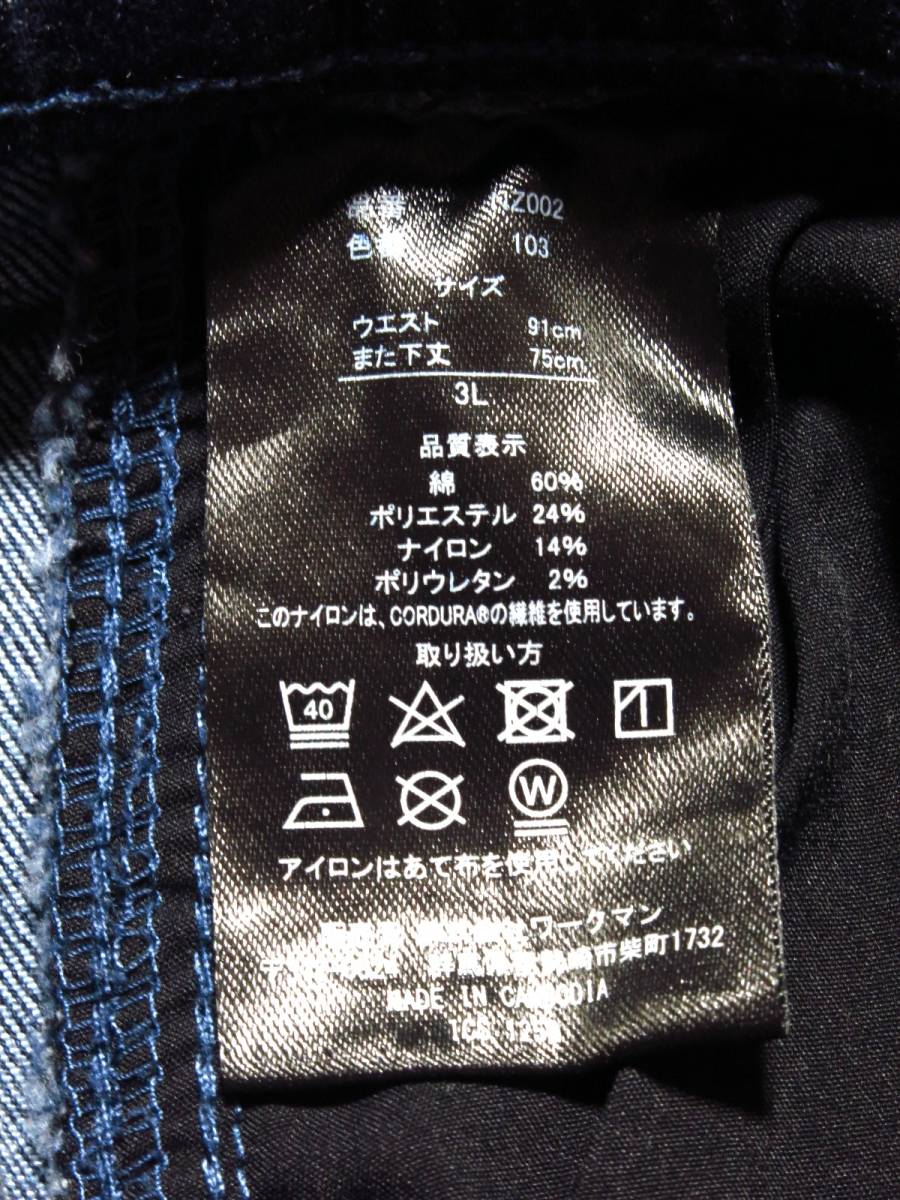 品番 Z002
色 103
サイズ
ウエスト 91cm
また下丈 75cm
3L
品質表示
綿 60%
ポリエステル 24%
ナイロン 14%
ポリウレタン 2%
このナイロンは、CORDURA®の繊維を使用しています。
取り扱い方
40
W
アイロンはあて布を使用してください
ワークマン
市柴町1732
MADE IN CAMBODIA